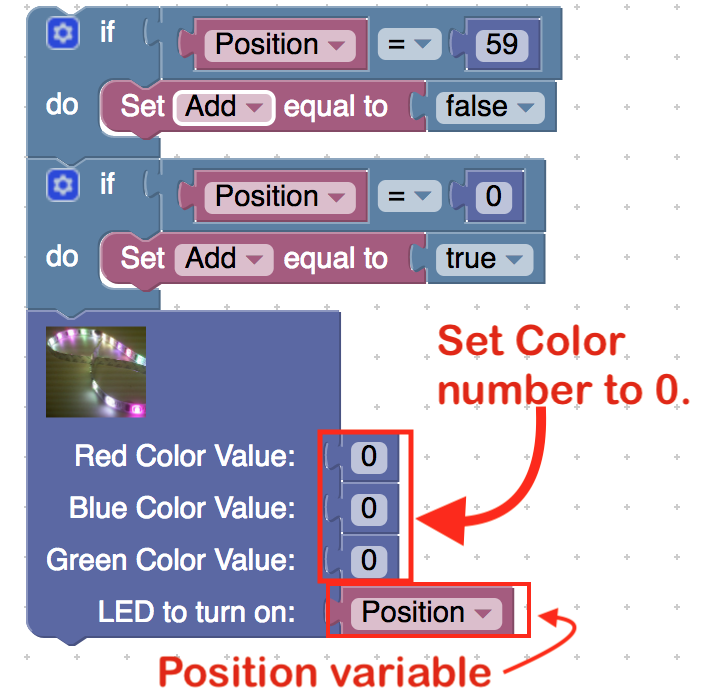 if Position = 59
do Set Add equal to false
if Position = 0
do Set Add equal to true
Set Color
number to 0.
Red Color Value: 0
Blue Color Value: 0
Green Color Value: 0
LED to turn on: Position
Position variable